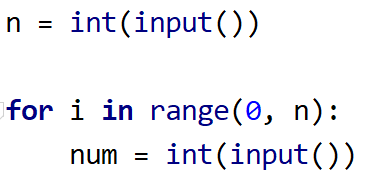 n = int(input())
for i in range(0, n):
    num = int(input())